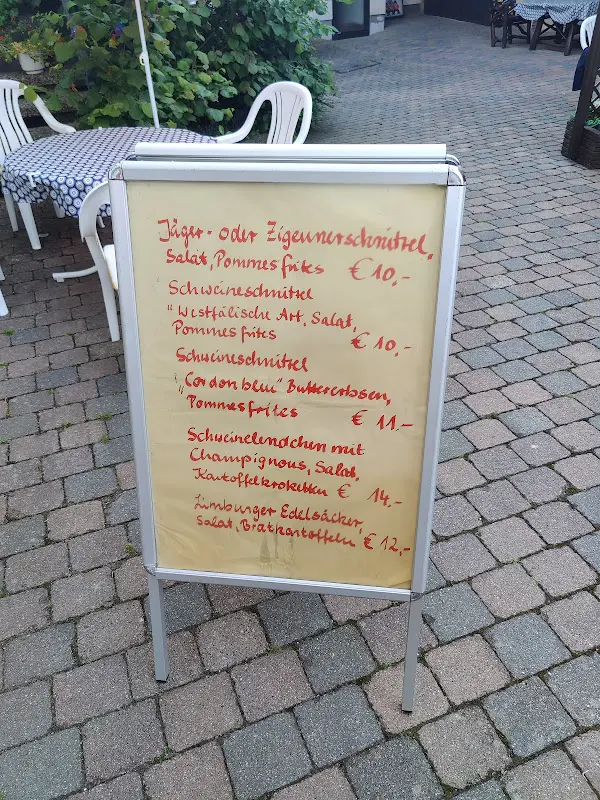 Jäger- oder Zigeunerschnitzel,
Salat, Pommes frites € 10,-
Schweineschnitzel
"Westfälische Art, Salat,
Pommes frites € 10,-
Schweineschnitzel
"Cordon bleu" Buttererbsen,
Pommes frites € 11,-
Schweinelendchen mit
Champignons, Salat,
Kartoffelkroketten € 14,-
Limburger Edelsäcker,
Salat, Bratkartoffeln € 12,-